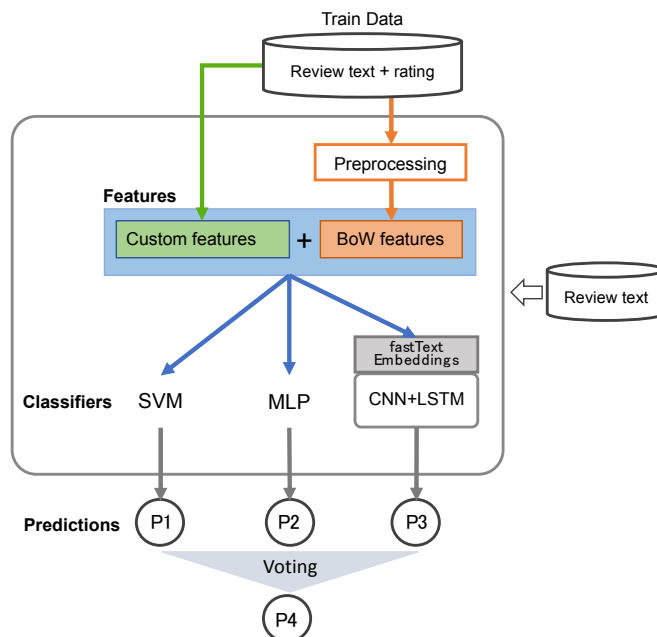 Train Data
Review text + rating
Preprocessing
Features
Custom features
+
BoW features
Review text
fastText
Embeddings
Classifiers
SVM
MLP
CNN+LSTM
Predictions
P1
P2
P3
Voting
P4